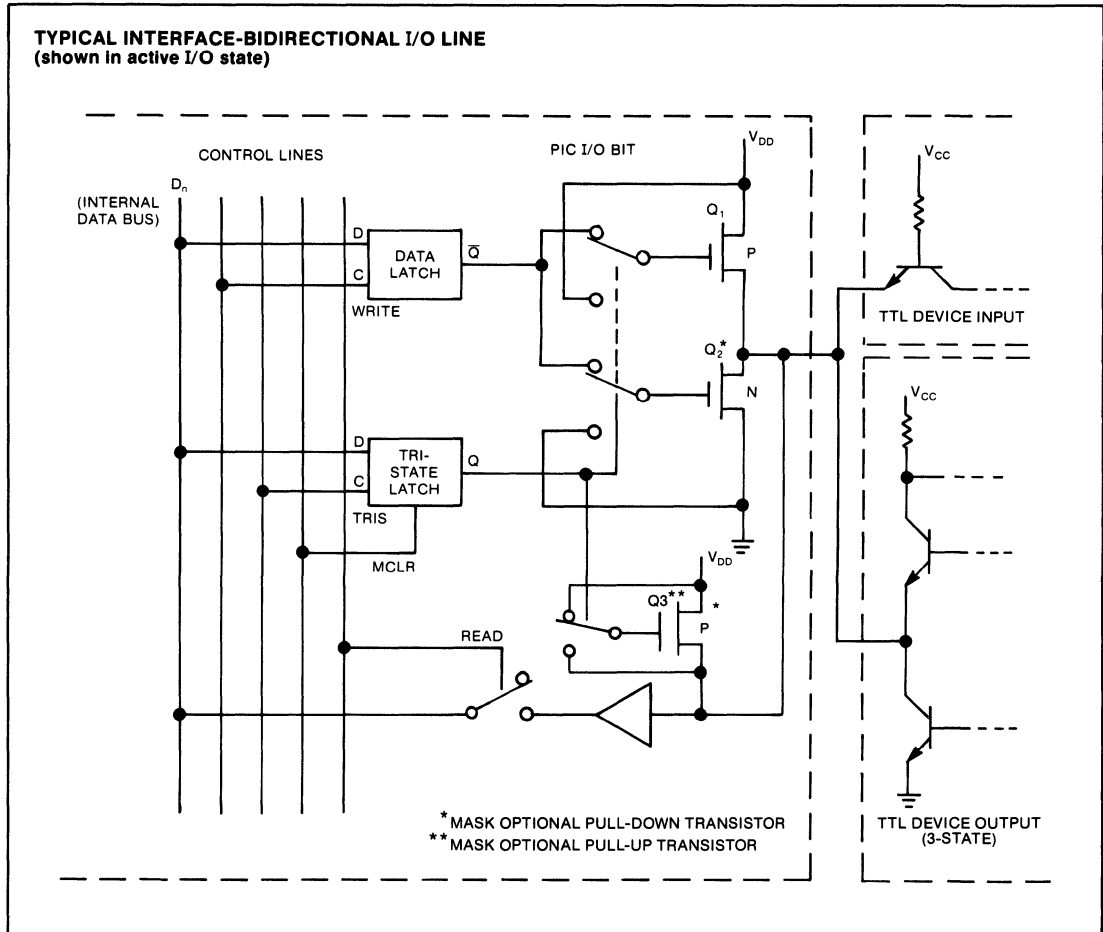 TYPICAL INTERFACE-BIDIRECTIONAL I/O LINE
(shown in active I/O state)
CONTROL LINES
PIC I/O BIT
VDD
VCC
Dn
(INTERNAL
DATA BUS)
Q1
D
DATA
LATCH
Q̅
P
C
WRITE
TTL DEVICE INPUT
Q2*
N
VCC
D
TRI-
STATE
LATCH
Q
C
TRIS
MCLR
VDD
Q3**
*
P
READ
*MASK OPTIONAL PULL-DOWN TRANSISTOR
**MASK OPTIONAL PULL-UP TRANSISTOR
TTL DEVICE OUTPUT
(3-STATE)